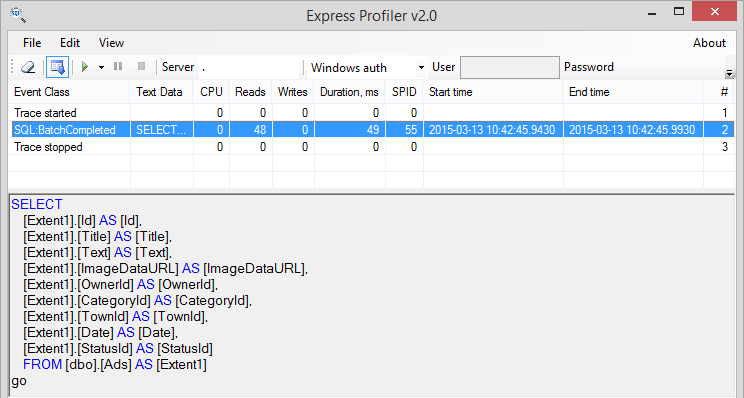 Express Profiler v2.0
File Edit View About
Server . Windows auth User Password
Event Class Text Data CPU Reads Writes Duration, ms SPID Start time End time #
Trace started 0 0 0 0 0 1
SQL:BatchCompleted SELECT... 0 48 0 49 55 2015-03-13 10:42:45.9430 2015-03-13 10:42:45.9930 2
Trace stopped 0 0 0 0 0 3
SELECT
[Extent1].[Id] AS [Id],
[Extent1].[Title] AS [Title],
[Extent1].[Text] AS [Text],
[Extent1].[ImageDataURL] AS [ImageDataURL],
[Extent1].[OwnerId] AS [OwnerId],
[Extent1].[CategoryId] AS [CategoryId],
[Extent1].[TownId] AS [TownId],
[Extent1].[Date] AS [Date],
[Extent1].[StatusId] AS [StatusId]
FROM [dbo].[Ads] AS [Extent1]
go